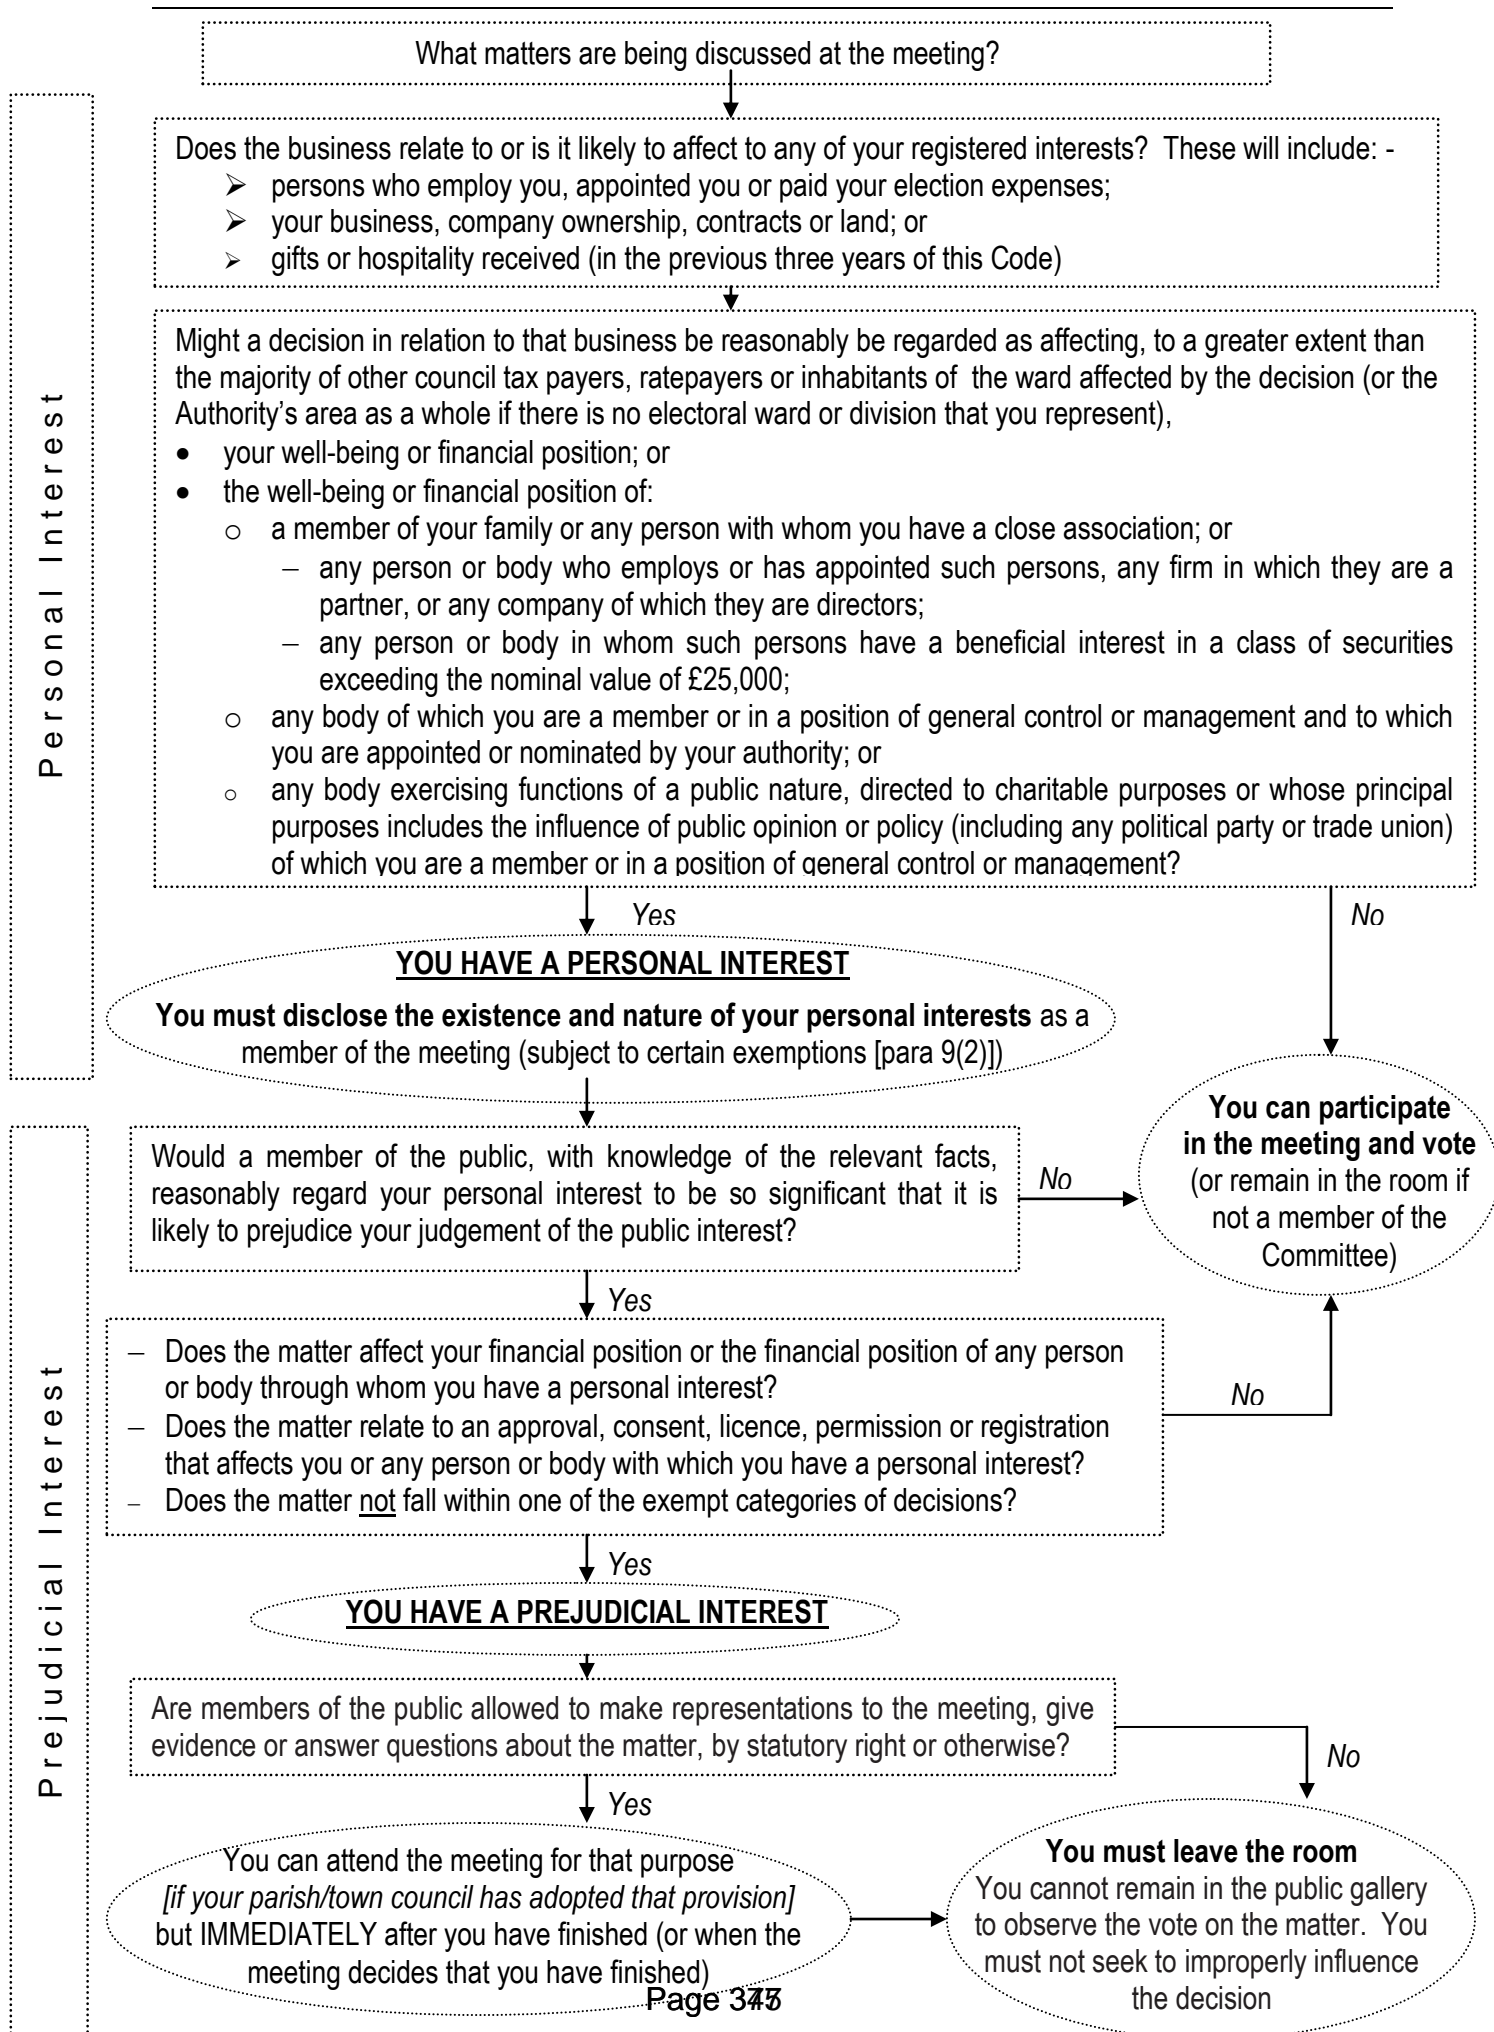 What matters are being discussed at the meeting?
Personal Interest
Does the business relate to or is it likely to affect to any of your registered interests? These will include: -
➢ persons who employ you, appointed you or paid your election expenses;
➢ your business, company ownership, contracts or land; or
➢ gifts or hospitality received (in the previous three years of this Code)
Might a decision in relation to that business be reasonably be regarded as affecting, to a greater extent than
the majority of other council tax payers, ratepayers or inhabitants of the ward affected by the decision (or the
Authority's area as a whole if there is no electoral ward or division that you represent),
• your well-being or financial position; or
• the well-being or financial position of:
o a member of your family or any person with whom you have a close association; or
– any person or body who employs or has appointed such persons, any firm in which they are a
partner, or any company of which they are directors;
– any person or body in whom such persons have a beneficial interest in a class of securities
exceeding the nominal value of £25,000;
o any body of which you are a member or in a position of general control or management and to which
you are appointed or nominated by your authority; or
o any body exercising functions of a public nature, directed to charitable purposes or whose principal
purposes includes the influence of public opinion or policy (including any political party or trade union)
of which you are a member or in a position of general control or management?
Yes
No
YOU HAVE A PERSONAL INTEREST
You must disclose the existence and nature of your personal interests as a
member of the meeting (subject to certain exemptions [para 9(2)])
You can participate
in the meeting and vote
(or remain in the room if
not a member of the
Committee)
Prejudicial Interest
Would a member of the public, with knowledge of the relevant facts,
reasonably regard your personal interest to be so significant that it is
likely to prejudice your judgement of the public interest?
No
Yes
– Does the matter affect your financial position or the financial position of any person
or body through whom you have a personal interest?
– Does the matter relate to an approval, consent, licence, permission or registration
that affects you or any person or body with which you have a personal interest?
– Does the matter not fall within one of the exempt categories of decisions?
No
Yes
YOU HAVE A PREJUDICIAL INTEREST
Are members of the public allowed to make representations to the meeting, give
evidence or answer questions about the matter, by statutory right or otherwise?
No
Yes
You can attend the meeting for that purpose
[if your parish/town council has adopted that provision]
but IMMEDIATELY after you have finished (or when the
meeting decides that you have finished)
You must leave the room
You cannot remain in the public gallery
to observe the vote on the matter. You
must not seek to improperly influence
the decision
Page